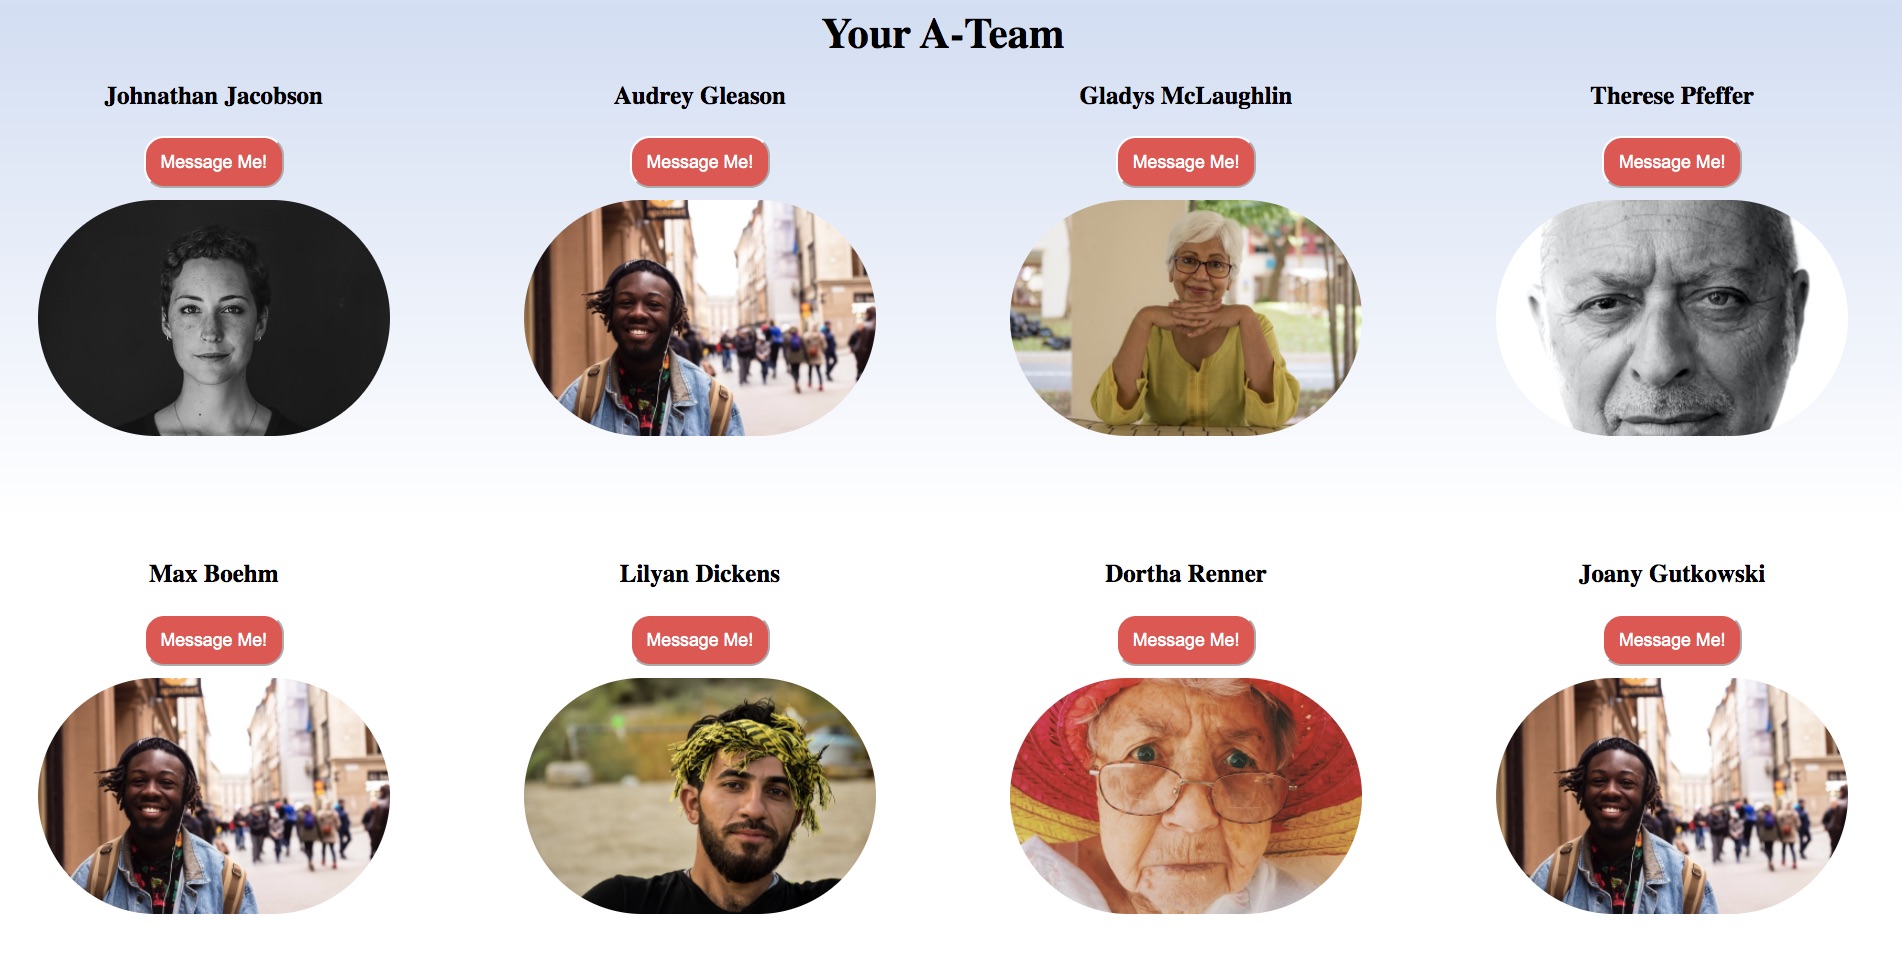 Your A-Team
Johnathan Jacobson
Audrey Gleason
Gladys McLaughlin
Therese Pfeffer
Message Me!
Message Me!
Message Me!
Message Me!
Max Boehm
Lilyan Dickens
Dortha Renner
Joany Gutkowski
Message Me!
Message Me!
Message Me!
Message Me!